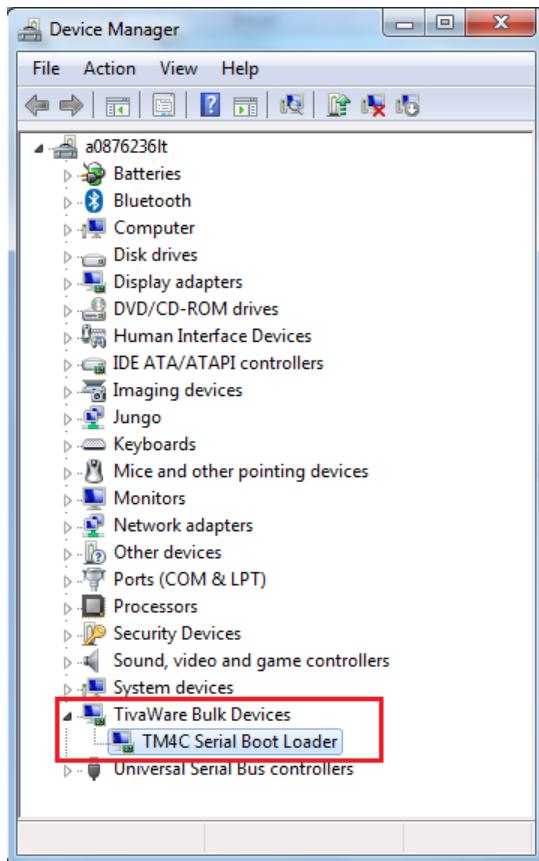 Device Manager
File Action View Help
a0876236lt
Batteries
Bluetooth
Computer
Disk drives
Display adapters
DVD/CD-ROM drives
Human Interface Devices
IDE ATA/ATAPI controllers
Imaging devices
Jungo
Keyboards
Mice and other pointing devices
Monitors
Network adapters
Other devices
Ports (COM & LPT)
Processors
Security Devices
Sound, video and game controllers
System devices
TivaWare Bulk Devices
TM4C Serial Boot Loader
Universal Serial Bus controllers